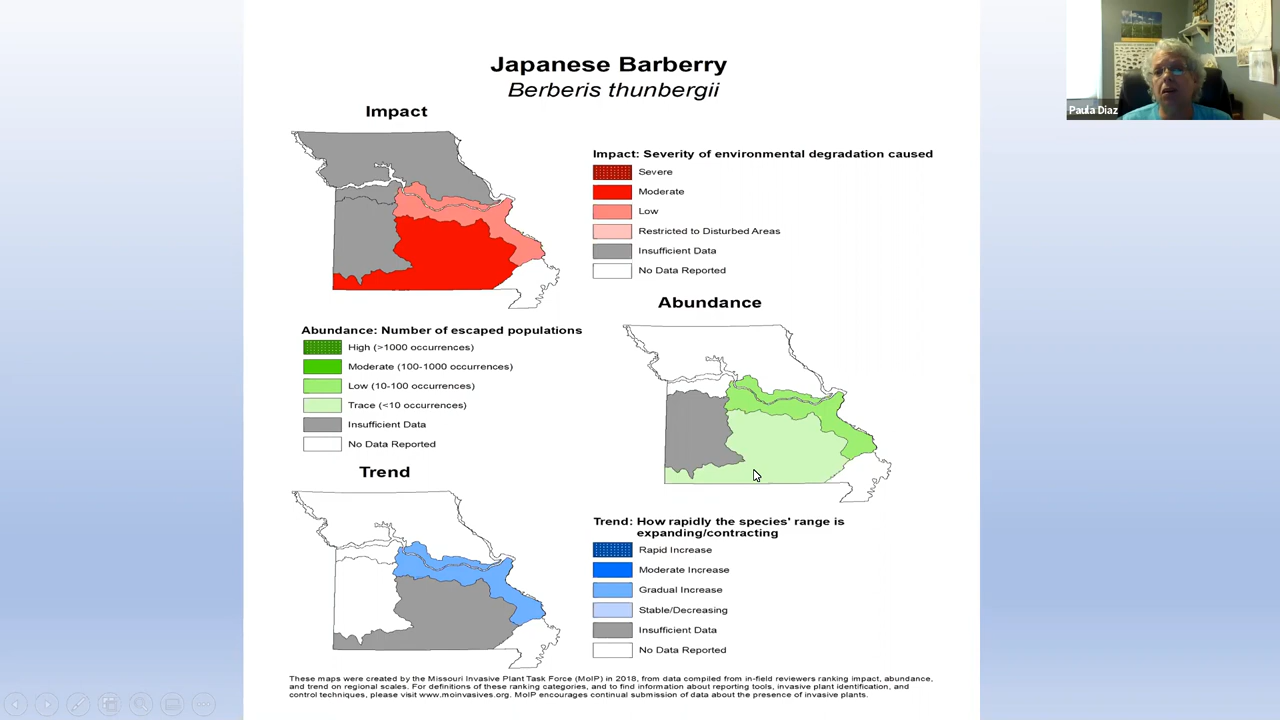 Japanese Barberry
Berberis thunbergii
Impact
Impact: Severity of environmental degradation caused
Severe
Moderate
Low
Restricted to Disturbed Areas
Insufficient Data
No Data Reported
Abundance
Abundance: Number of escaped populations
High (>1000 occurrences)
Moderate (100-1000 occurrences)
Low (10-100 occurrences)
Trace (<10 occurrences)
Insufficient Data
No Data Reported
Trend
Trend: How rapidly the species' range is
expanding/contracting
Rapid Increase
Moderate Increase
Gradual Increase
Stable/Decreasing
Insufficient Data
No Data Reported
These maps were created by the Missouri Invasive Plant Task Force (MoIP) in 2018, from data compiled from in-field reviewers ranking impact, abundance,
and trend on regional scales. For definitions of these ranking categories, and to find information about reporting tools, invasive plant identification, and
control techniques, please visit www.moinvasives.org. MoIP encourages continual submission of data about the presence of invasive plants.
Paula Diaz